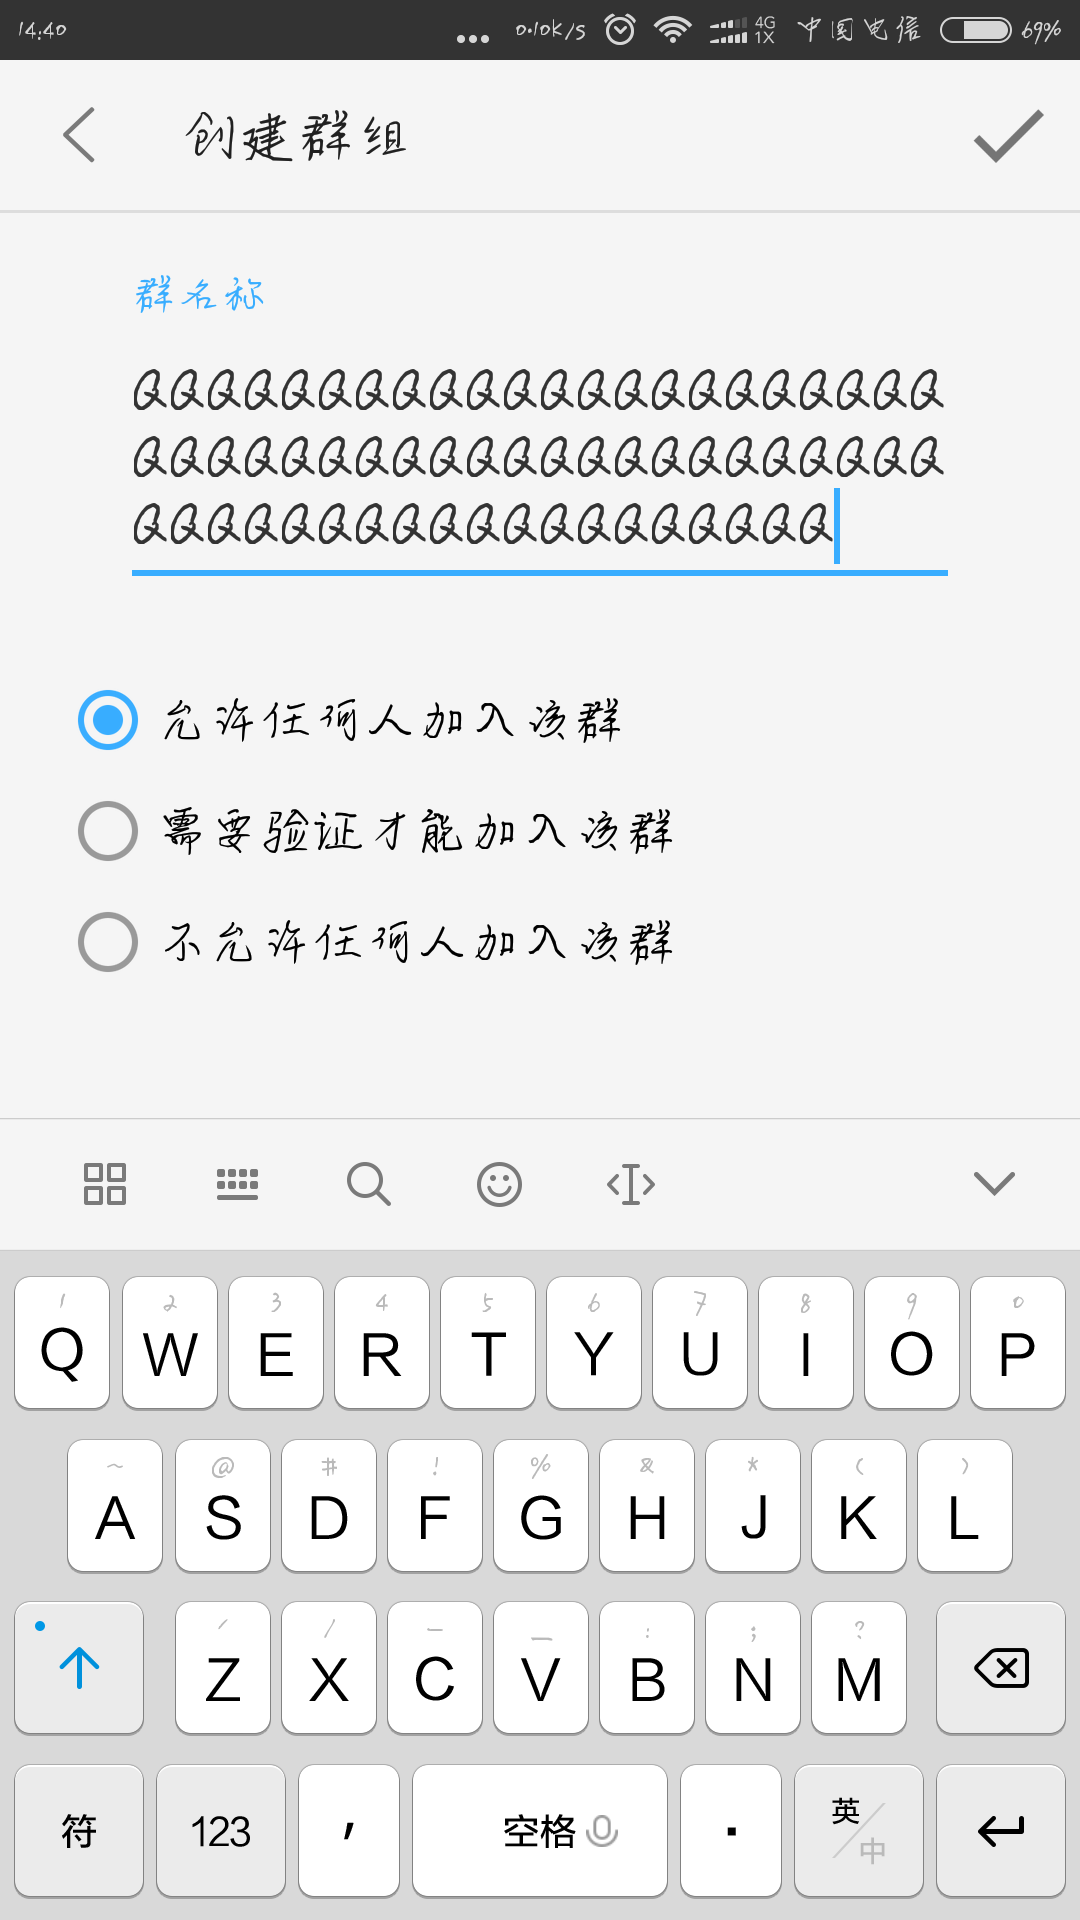 14:40 ... 0.10K/S 4G 1X 中国电信 69%
创建群组
群名称
QQQQQQQQQQQQQQQQQQQQQQ
QQQQQQQQQQQQQQQQQQQQQQ
QQQQQQQQQQQQQQQQQQQ
允许任何人加入该群
需要验证才能加入该群
不允许任何人加入该群
1 2 3 4 5 6 7 8 9 0
Q W E R T Y U I O P
~ @ # ! % & * ( )
A S D F G H J K L
' / - _ : ; ?
Z X C V B N M
符 123 , 空格 . 英/中